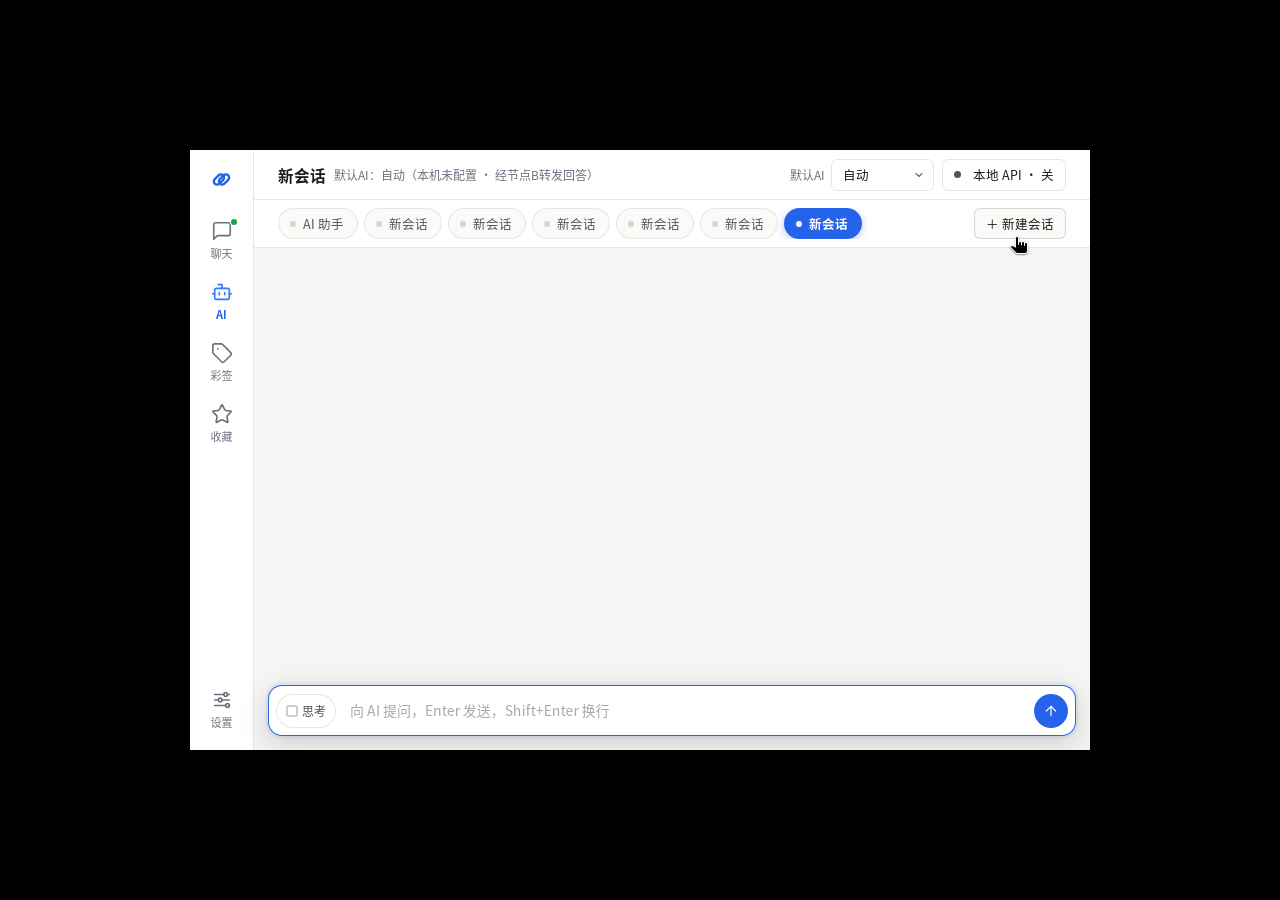 新会话 默认AI：自动（本机未配置 · 经节点B转发回答） 默认AI 自动 本地 API · 关
AI 助手 新会话 新会话 新会话 新会话 新会话 新会话 + 新建会话
聊天
AI
彩签
收藏
设置
思考 向 AI 提问，Enter 发送，Shift+Enter 换行